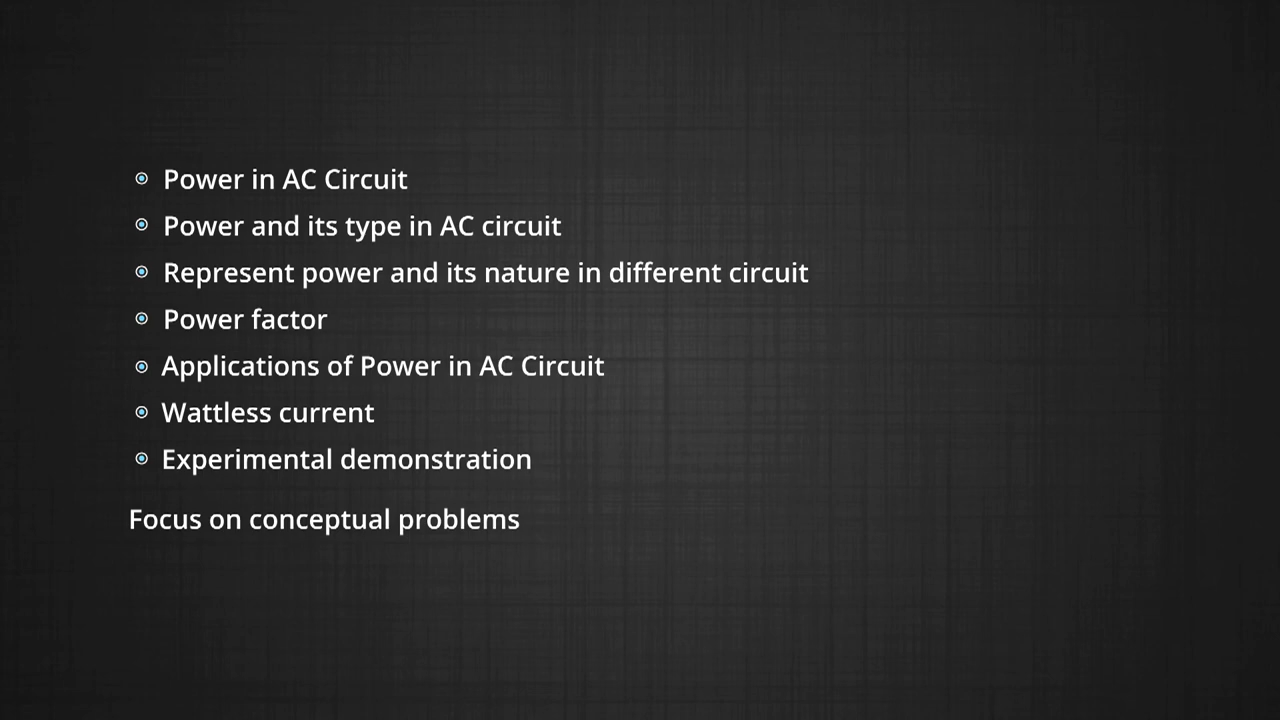 Power in AC Circuit
Power and its type in AC circuit
Represent power and its nature in different circuit
Power factor
Applications of Power in AC Circuit
Wattless current
Experimental demonstration
Focus on conceptual problems